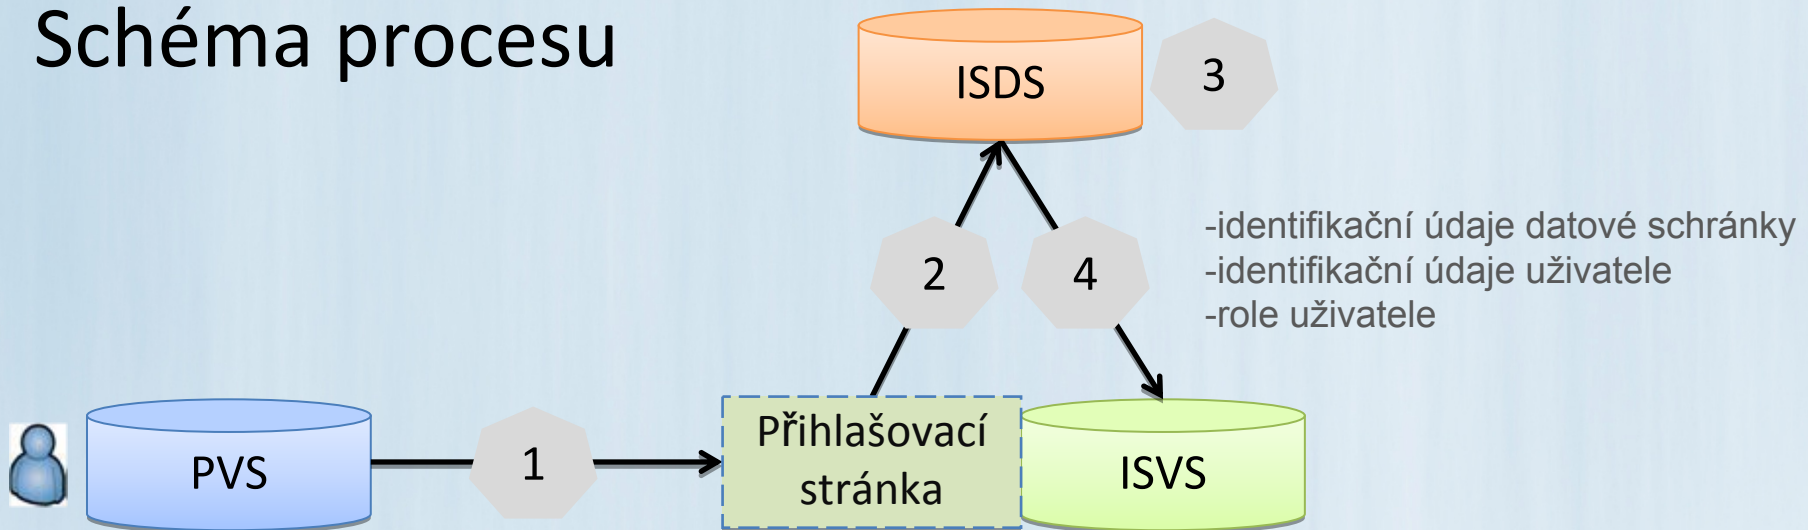 Schéma procesu
ISDS
3
2
4
-identifikační údaje datové schránky
-identifikační údaje uživatele
-role uživatele
PVS
1
Přihlašovací
stránka
ISVS